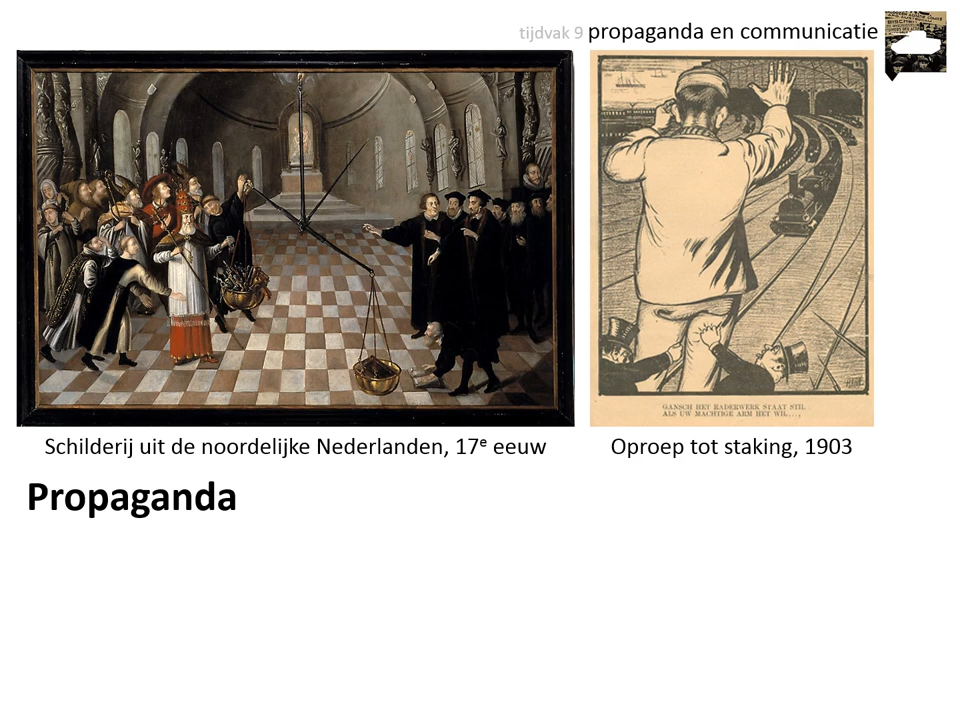 tijdvak 9 propaganda en communicatie
GANSCH HET RADERWERK STAAT STIL
ALS UW MACHTIGE ARM HET WIL....,
Schilderij uit de noordelijke Nederlanden, 17e eeuw
Oproep tot staking, 1903
Propaganda